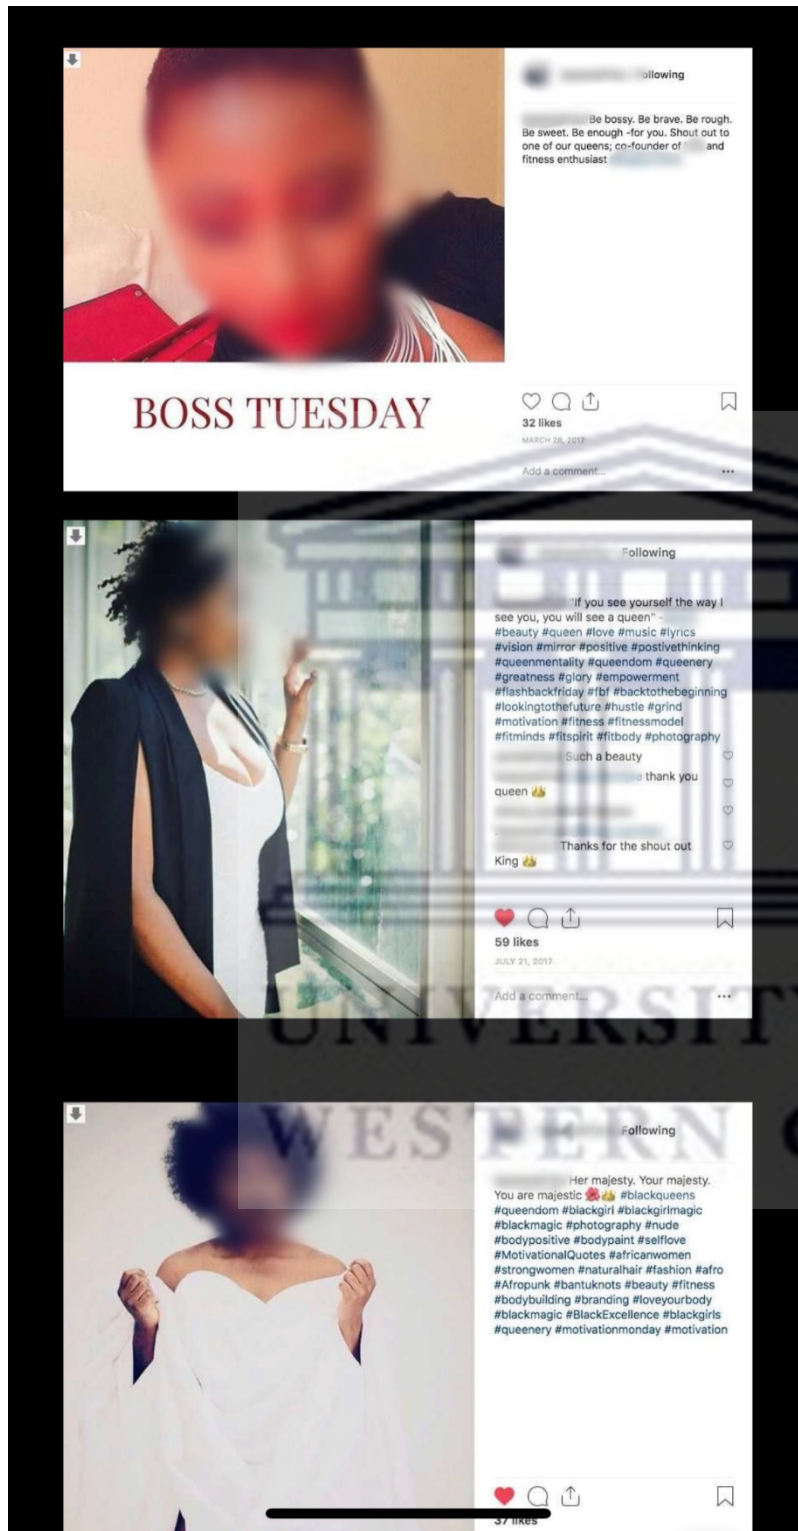 Following
Be bossy. Be brave. Be rough.
Be sweet. Be enough -for you. Shout out to
one of our queens; co-founder of and
fitness enthusiast
BOSS TUESDAY
32 likes
MARCH 28, 2017
Add a comment...
Following
"If you see yourself the way I
see you, you will see a queen" -
#beauty #queen #love #music #lyrics
#vision #mirror #positive #postivethinking
#queenmentality #queendom #queenery
#greatness #glory #empowerment
#flashbackfriday #fbf #backtothebeginning
#lookingtothefuture #hustle #grind
#motivation #fitness #fitnessmodel
#fitminds #fitspirit #fitbody #photography
Such a beauty
thank you
queen
Thanks for the shout out
King
59 likes
JULY 21, 2017
Add a comment...
UNIVERSITY
WESTERN C
Following
Her majesty. Your majesty.
You are majestic #blackqueens
#queendom #blackgirl #blackgirlmagic
#blackmagic #photography #nude
#bodypositive #bodypaint #selflove
#MotivationalQuotes #africanwomen
#strongwomen #naturalhair #fashion #afro
#Afropunk #bantuknots #beauty #fitness
#bodybuilding #branding #loveyourbody
#blackmagic #BlackExcellence #blackgirls
#queenery #motivationmonday #motivation
37 likes